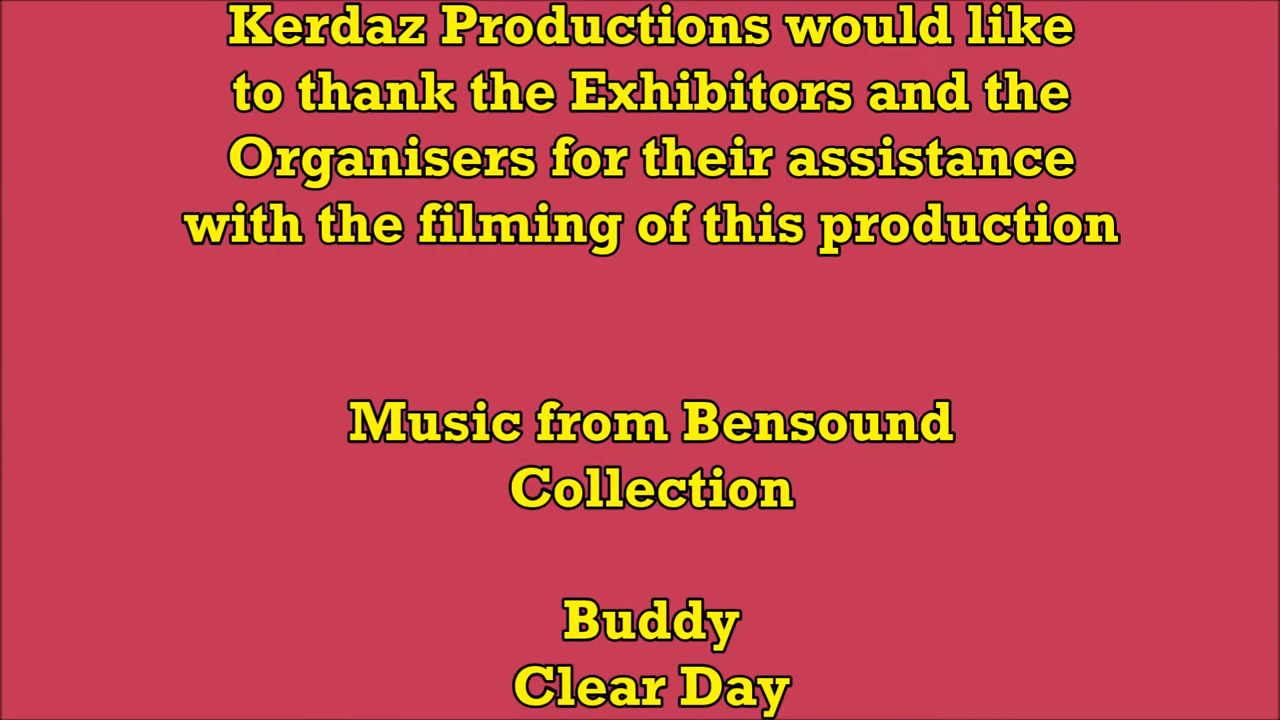 Kerdaz Productions would like
to thank the Exhibitors and the
Organisers for their assistance
with the filming of this production
Music from Bensound
Collection
Buddy
Clear Day